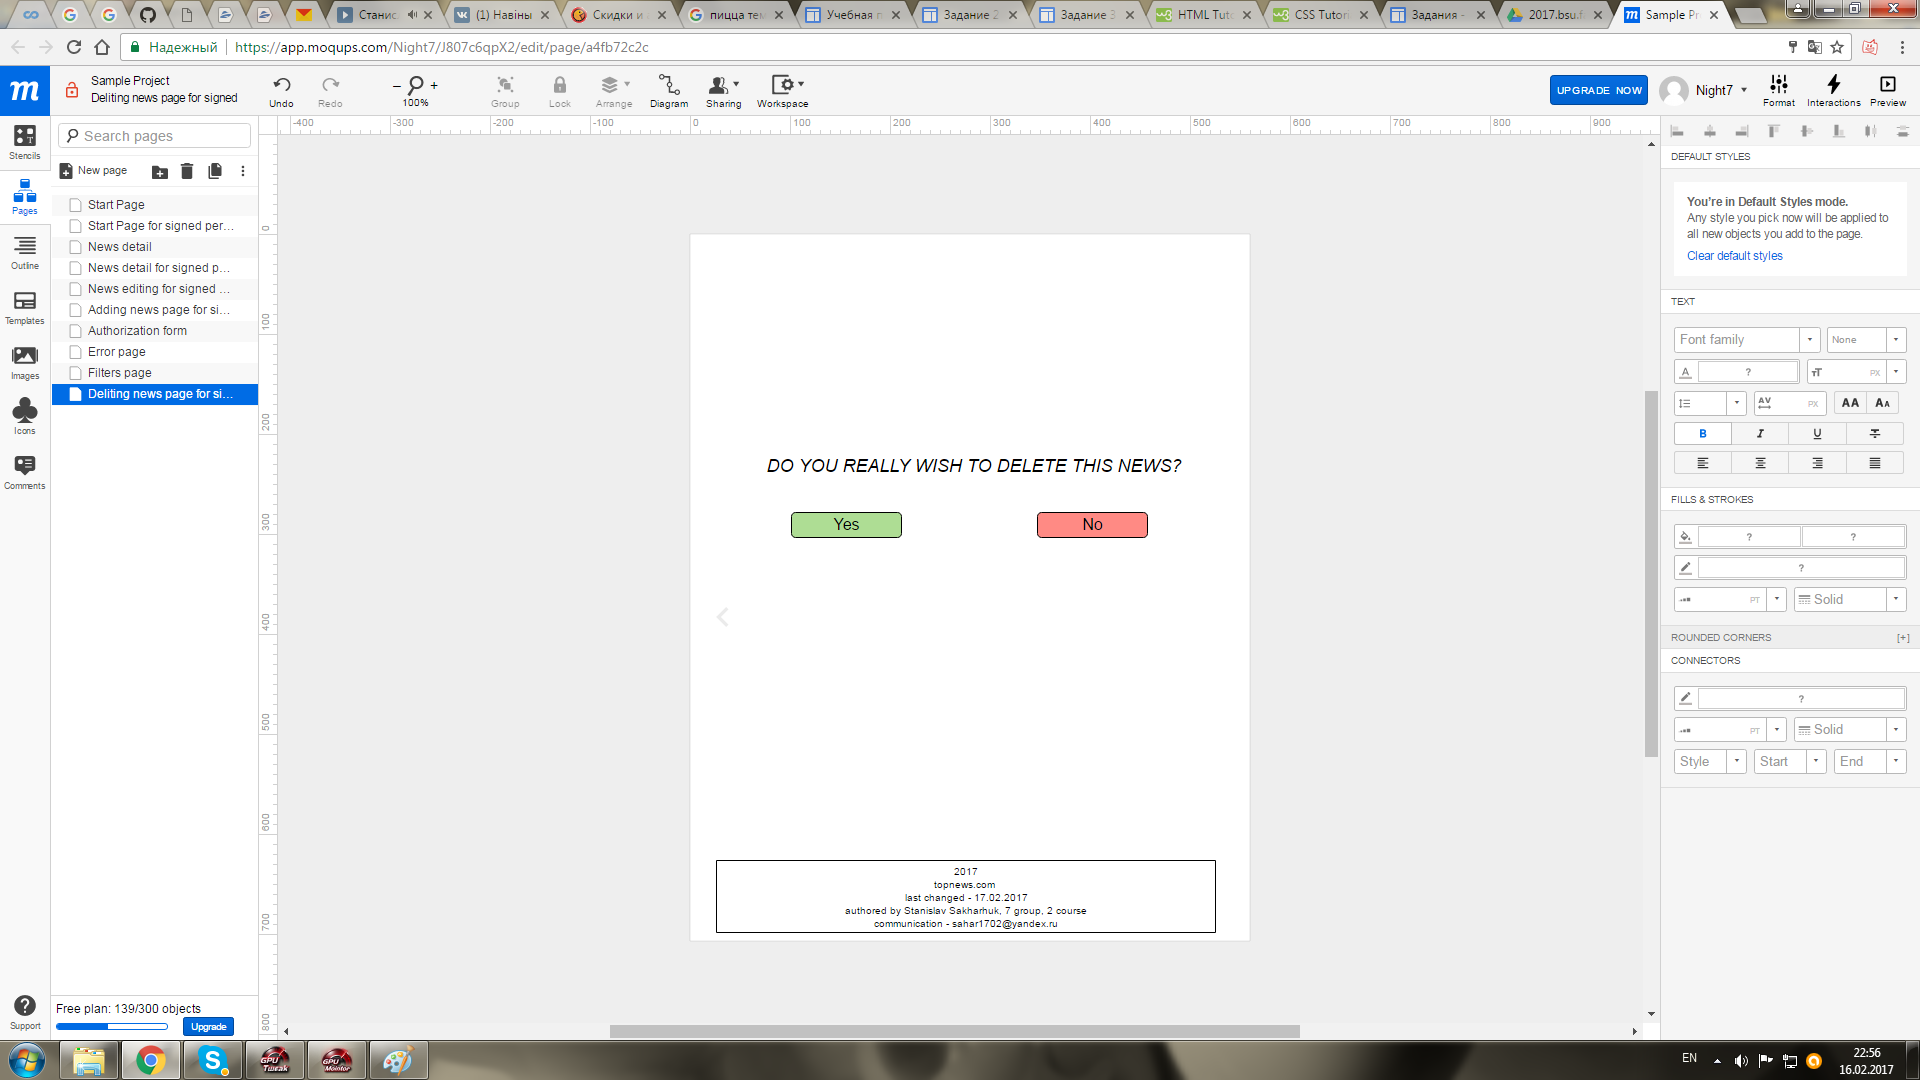 Станис
(1) Навіны
Скидки и а
пицца тем
Учебная п
Задание 2
Задание 3
HTML Tuto
CSS Tutori
Задания -
2017.bsu.fa
Sample Pr
Надежный
https://app.moqups.com/Night7/J807c6qpX2/edit/page/a4fb72c2c
m
Sample Project
Deliting news page for signed
Undo
Redo
100%
Group
Lock
Arrange
Diagram
Sharing
Workspace
UPGRADE NOW
Night7
Format
Interactions
Preview
Stencils
Pages
Outline
Templates
Images
Icons
Comments
Support
Search pages
New page
Start Page
Start Page for signed per...
News detail
News detail for signed p...
News editing for signed ...
Adding news page for si...
Authorization form
Error page
Filters page
Deliting news page for si...
Free plan: 139/300 objects
Upgrade
-400 -300 -200 -100 0 100 200 300 400 500 600 700 800 900
0
100
200
300
400
500
600
700
800
DO YOU REALLY WISH TO DELETE THIS NEWS?
Yes
No
2017
topnews.com
last changed - 17.02.2017
authored by Stanislav Sakharhuk, 7 group, 2 course
communication - sahar1702@yandex.ru
DEFAULT STYLES
You're in Default Styles mode.
Any style you pick now will be applied to
all new objects you add to the page.
Clear default styles
TEXT
Font family
None
A ? тT PX
AV PX AA AA
B I U T
FILLS & STROKES
? ?
?
PT Solid
ROUNDED CORNERS [+]
CONNECTORS
?
PT Solid
Style Start End
GPU Tweak
GPU Monitor
EN
22:56
16.02.2017